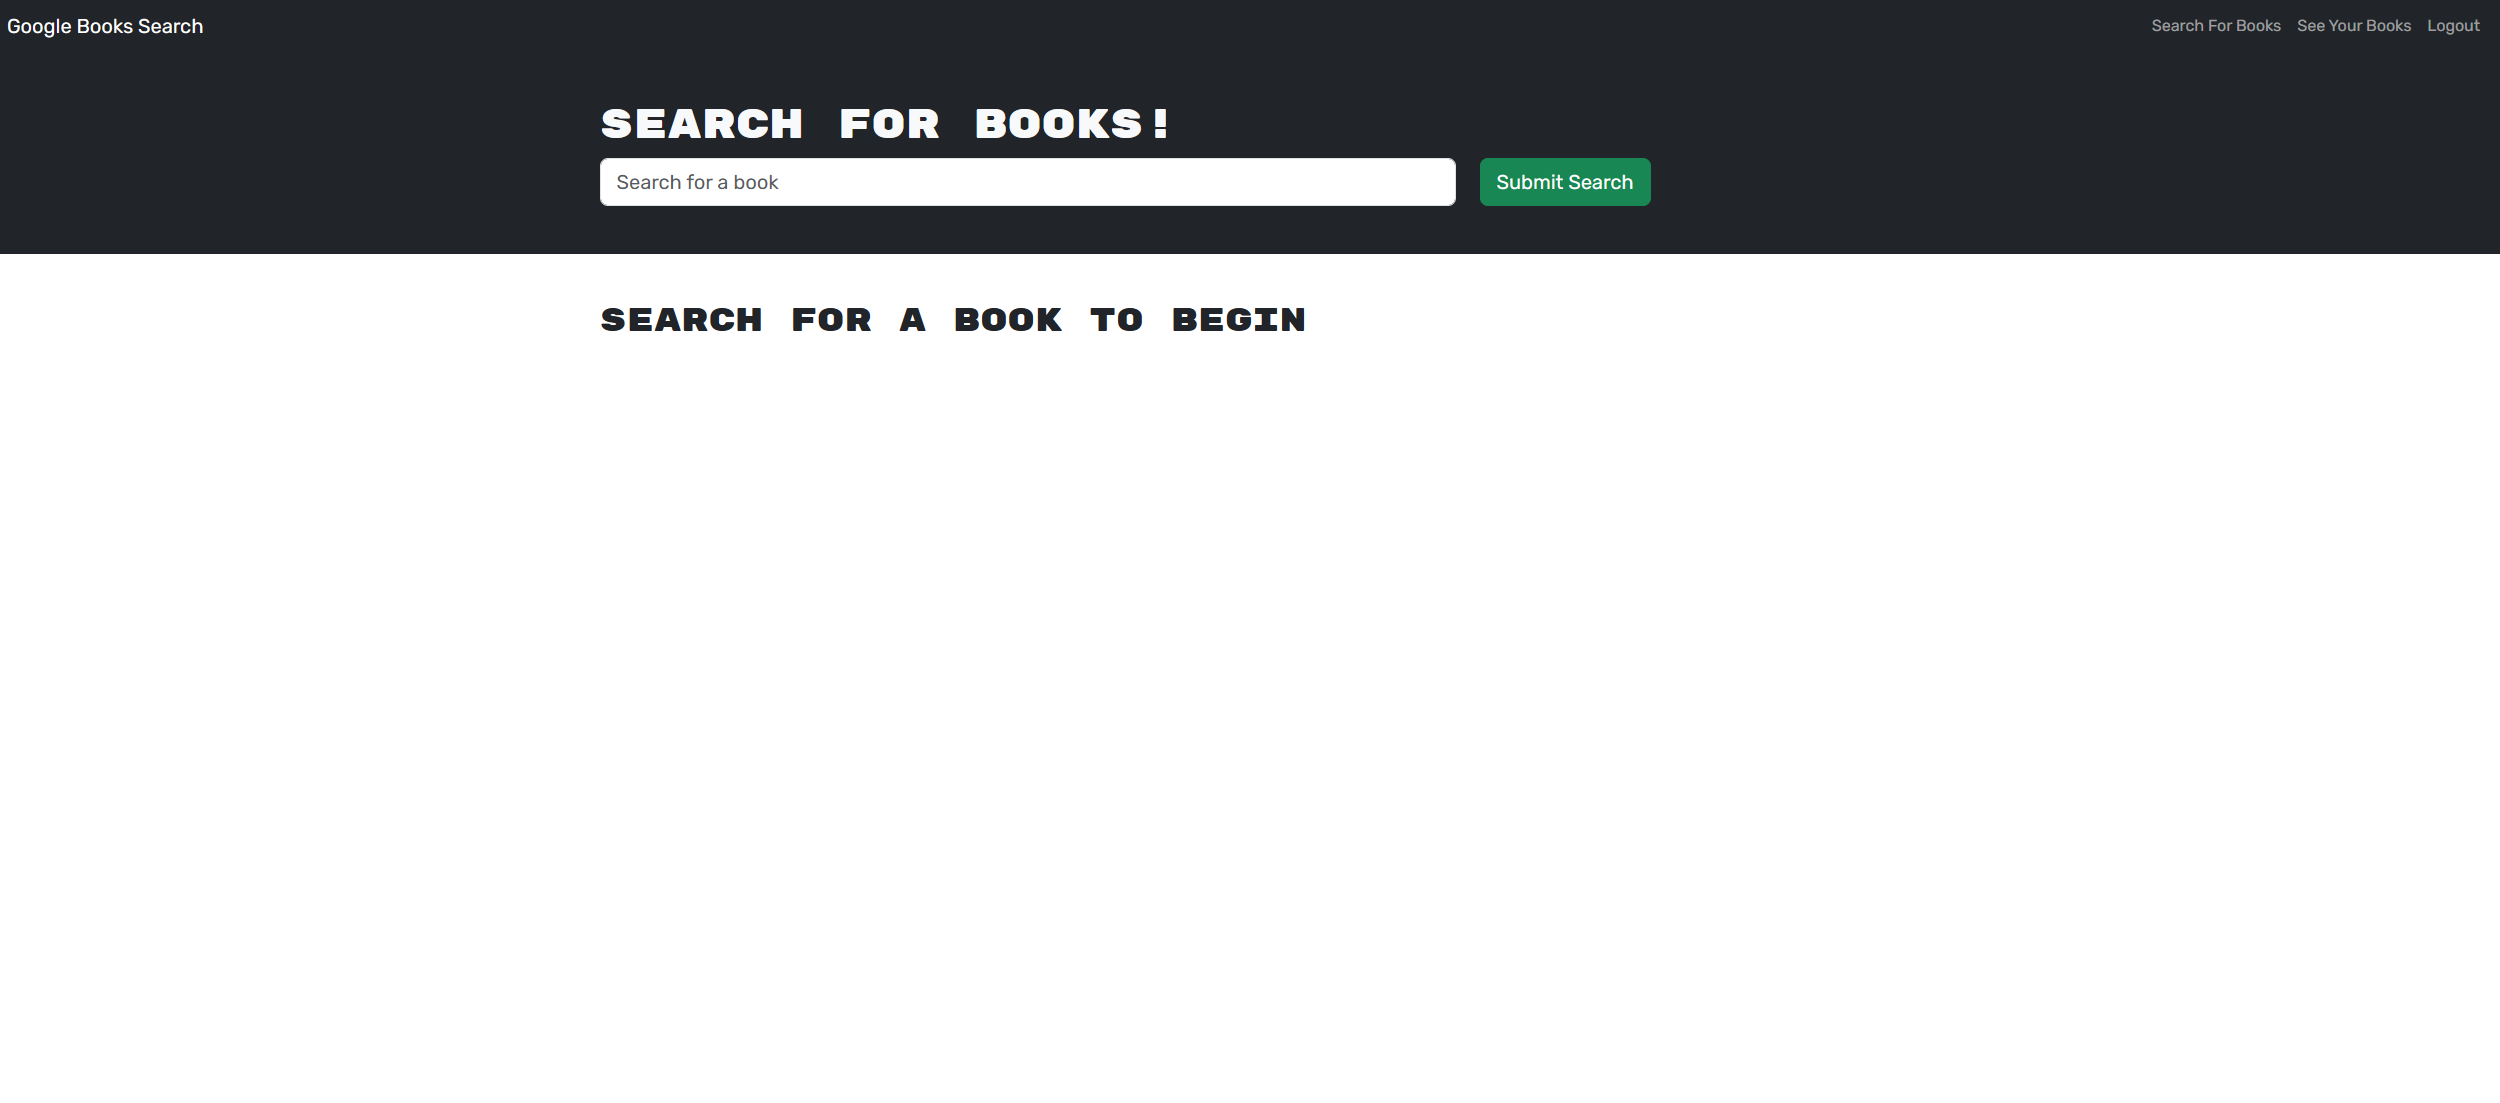 Google Books Search
Search For Books See Your Books Logout
SEARCH FOR BOOKS!
Search for a book
Submit Search
SEARCH FOR A BOOK TO BEGIN